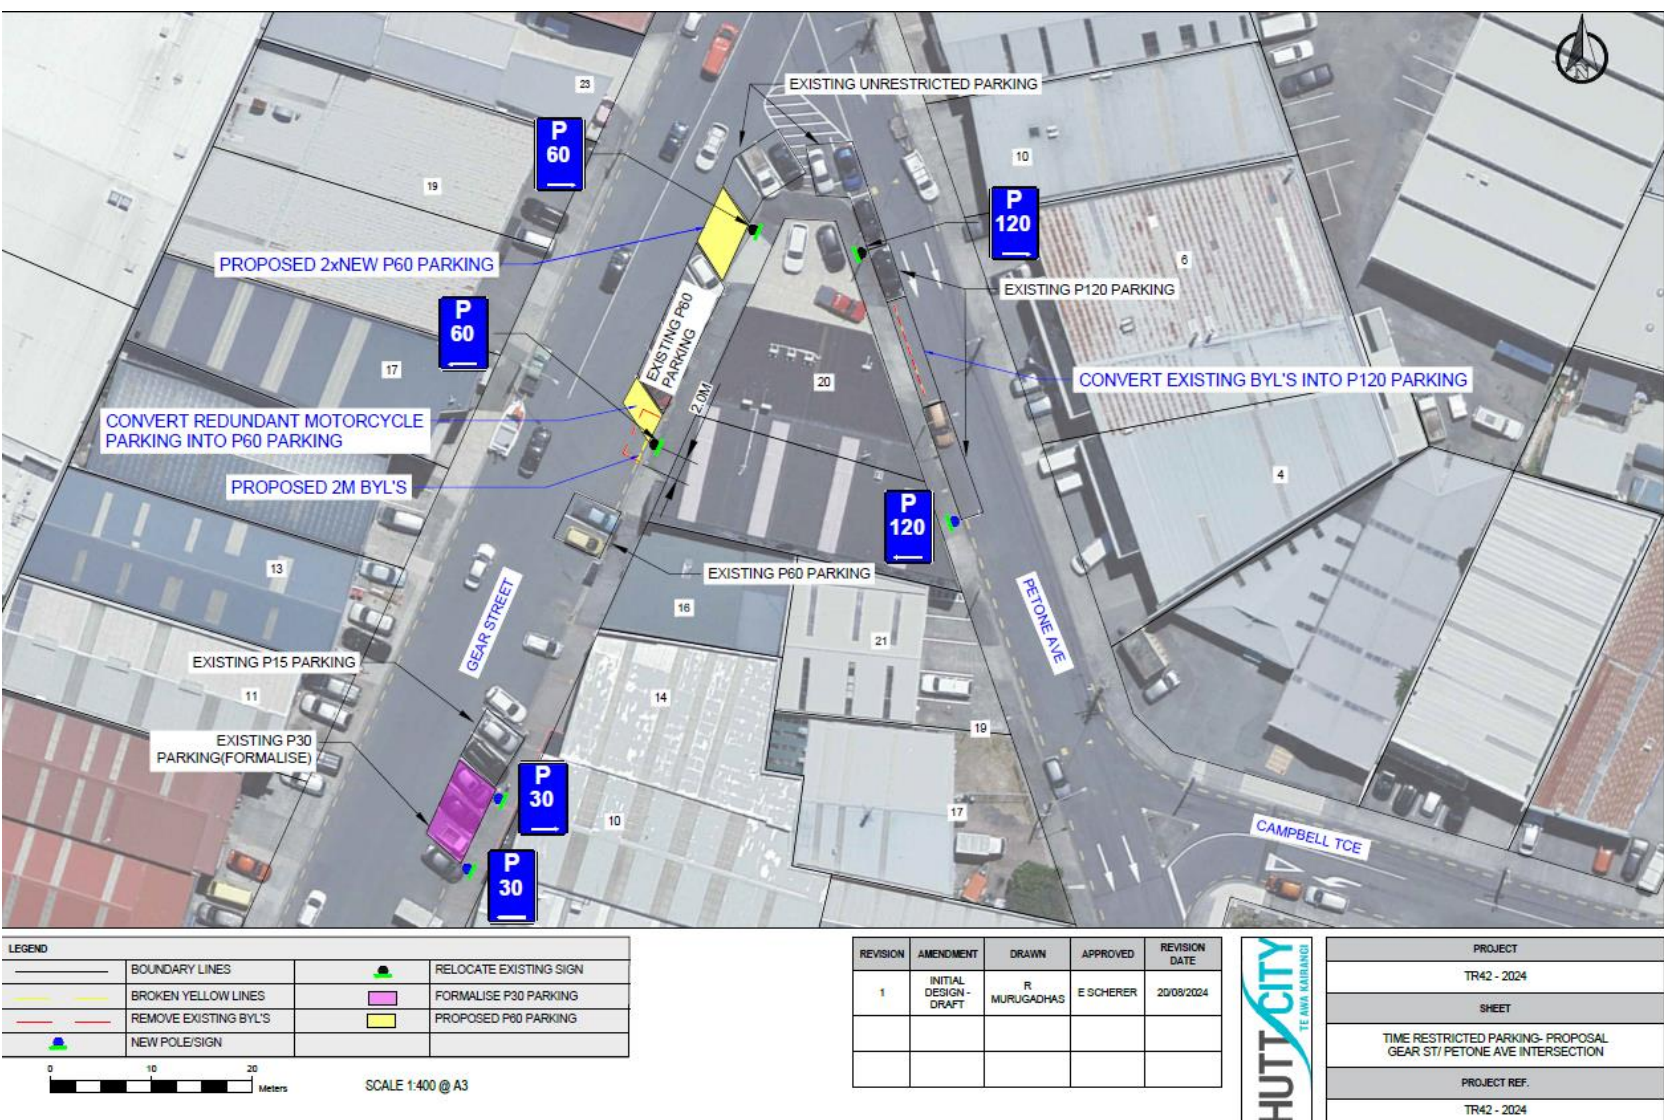 EXISTING UNRESTRICTED PARKING
23
P
60
10
19
P
120
PROPOSED 2xNEW P60 PARKING
6
EXISTING P120 PARKING
P
60
EXISTING P60
PARKING
17
20
2.0M
CONVERT EXISTING BYL'S INTO P120 PARKING
CONVERT REDUNDANT MOTORCYCLE
PARKING INTO P60 PARKING
4
PROPOSED 2M BYL'S
P
120
13
EXISTING P60 PARKING
GEAR STREET
PETONE AVE
16
21
EXISTING P15 PARKING
11
14
19
EXISTING P30
PARKING(FORMALISE)
P
30
10
17
CAMPBELL TCE
P
30
N
LEGEND
BOUNDARY LINES
RELOCATE EXISTING SIGN
BROKEN YELLOW LINES
FORMALISE P30 PARKING
REMOVE EXISTING BYL'S
PROPOSED P60 PARKING
NEW POLE/SIGN
0 10 20
Meters
SCALE 1:400 @ A3
REVISION AMENDMENT DRAWN APPROVED REVISION DATE
1 INITIAL DESIGN - DRAFT R MURUGADHAS E SCHERER 20/08/2024
HUTT CITY
TE AWA KAIRANGI
PROJECT
TR42 - 2024
SHEET
TIME RESTRICTED PARKING- PROPOSAL
GEAR ST/ PETONE AVE INTERSECTION
PROJECT REF.
TR42 - 2024